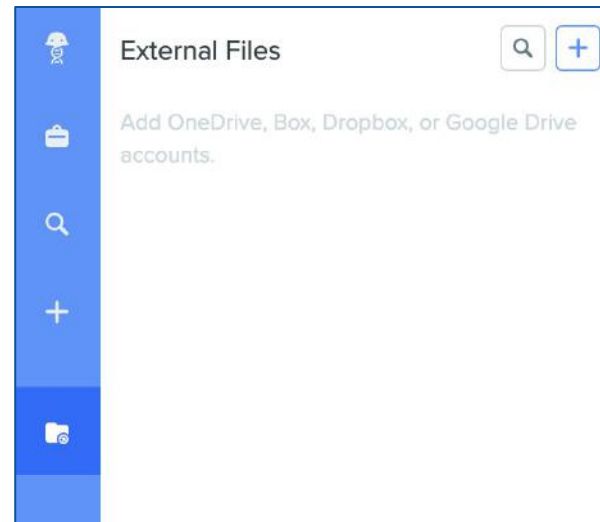 External Files
Add OneDrive, Box, Dropbox, or Google Drive
accounts.